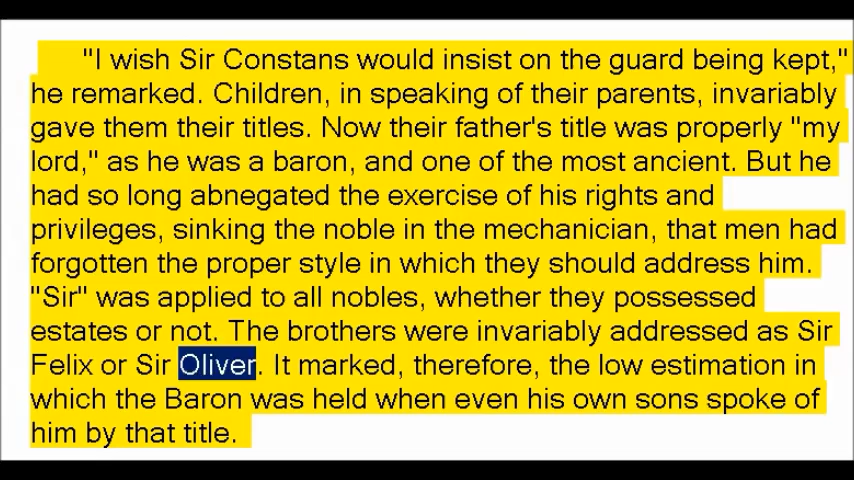 "I wish Sir Constans would insist on the guard being kept,"
he remarked. Children, in speaking of their parents, invariably
gave them their titles. Now their father's title was properly "my
lord," as he was a baron, and one of the most ancient. But he
had so long abnegated the exercise of his rights and
privileges, sinking the noble in the mechanician, that men had
forgotten the proper style in which they should address him.
"Sir" was applied to all nobles, whether they possessed
estates or not. The brothers were invariably addressed as Sir
Felix or Sir Oliver. It marked, therefore, the low estimation in
which the Baron was held when even his own sons spoke of
him by that title.